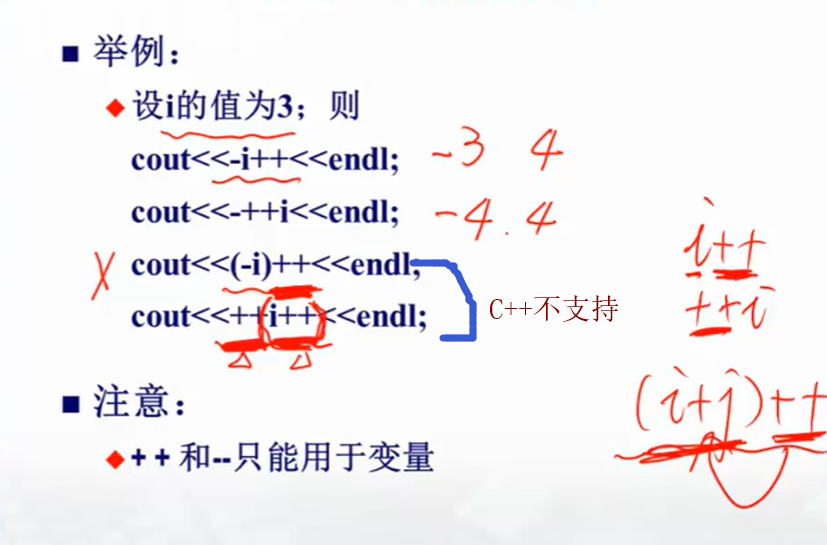 ■ 举例：
◆设i的值为3；则
cout<<-i++<<endl; -3 4
cout<<-++i<<endl; -4. 4
i++
X cout<<(-i)++<<endl;
++i
cout<<++(i++)<<endl; C++不支持
(i+j)++
■ 注意：
◆+ + 和--只能用于变量